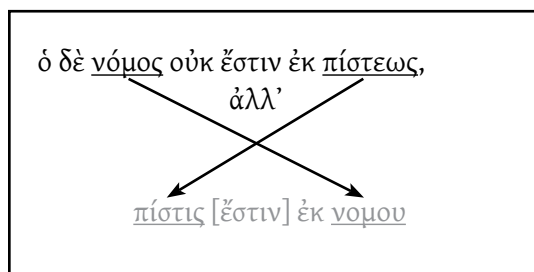 ὁ δὲ νόμος οὐκ ἔστιν ἐκ πίστεως,
ἀλλ’
πίστις [ἔστιν] ἐκ νομου